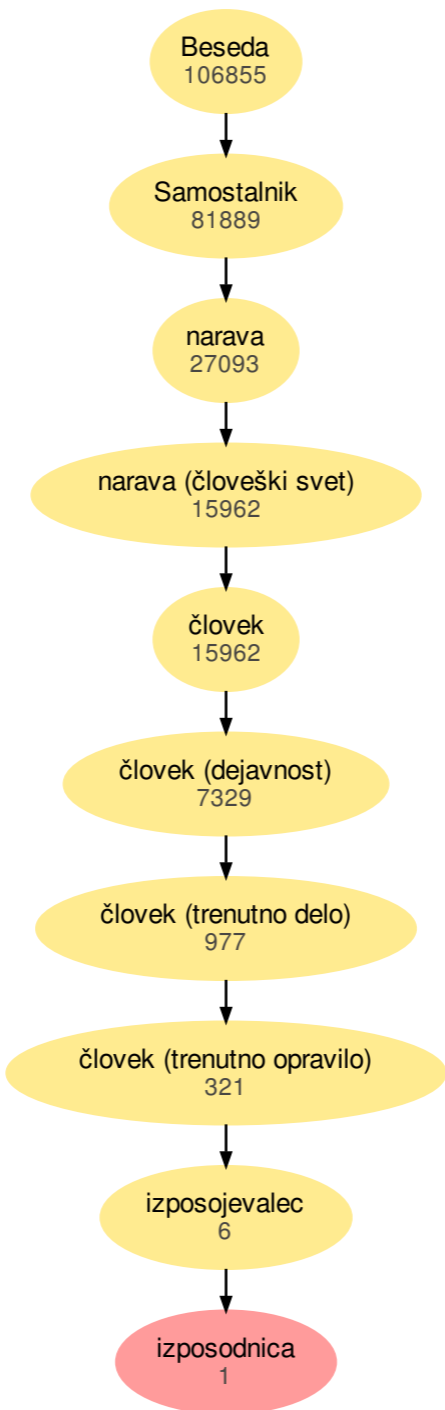 Beseda
106855
Samostalnik
81889
narava
27093
narava (človeški svet)
15962
človek
15962
človek (dejavnost)
7329
človek (trenutno delo)
977
človek (trenutno opravilo)
321
izposojevalec
6
izposodnica
1